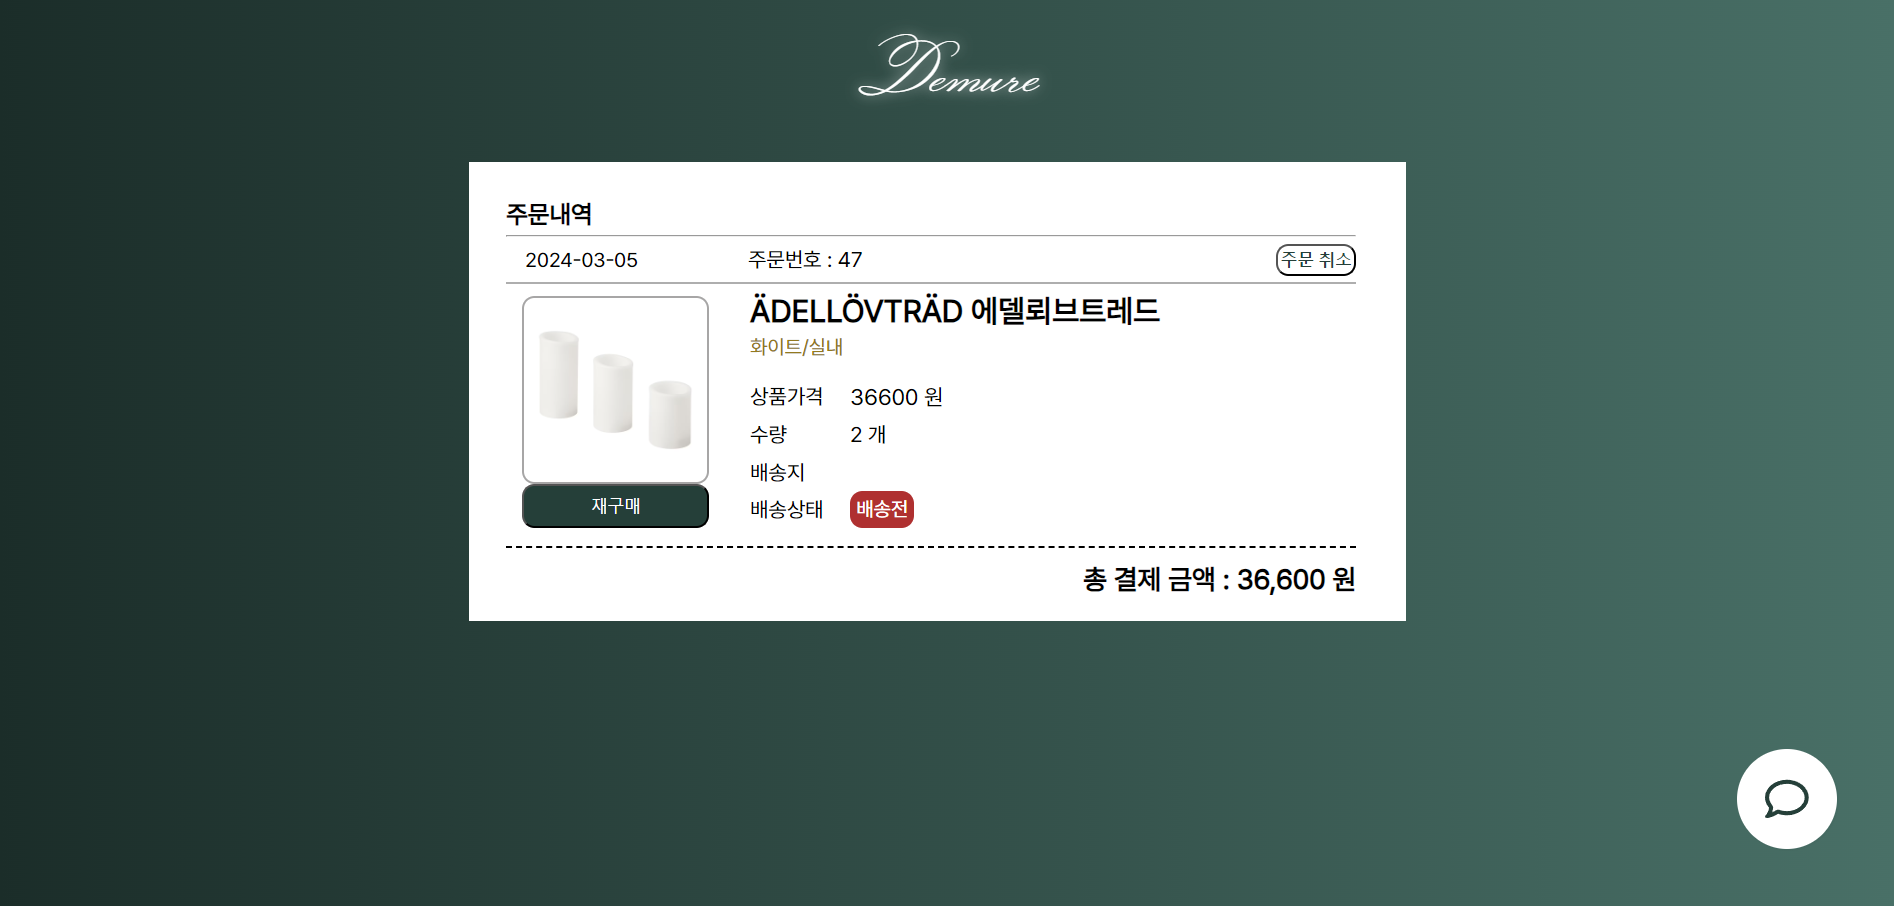 Demure
주문내역
2024-03-05 주문번호 : 47 주문 취소
ÄDELLÖVTRÄD 에델뢰브트레드
화이트/실내
상품가격 36600 원
수량 2 개
배송지
배송상태 배송전
재구매
총 결제 금액 : 36,600 원